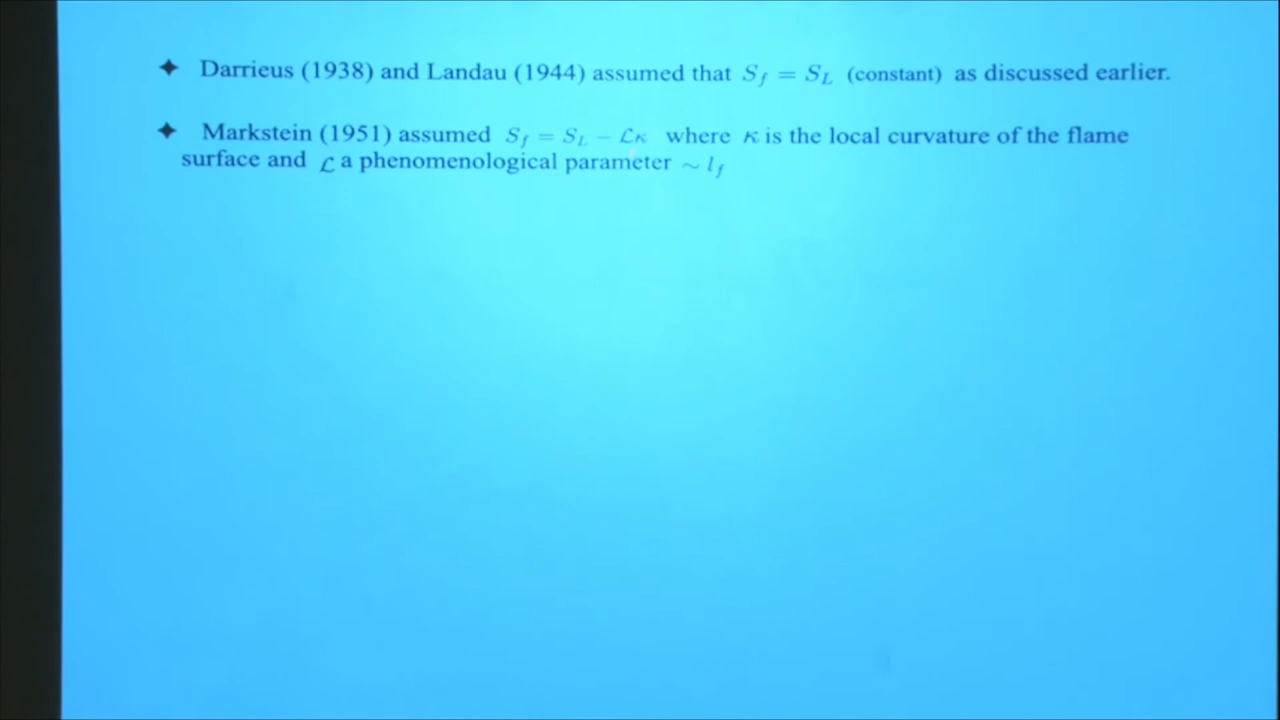 ✦ Darrieus (1938) and Landau (1944) assumed that S_f = S_L (constant) as discussed earlier.
✦ Markstein (1951) assumed S_f = S_L − ℒκ where κ is the local curvature of the flame
surface and ℒ a phenomenological parameter ∼ l_f